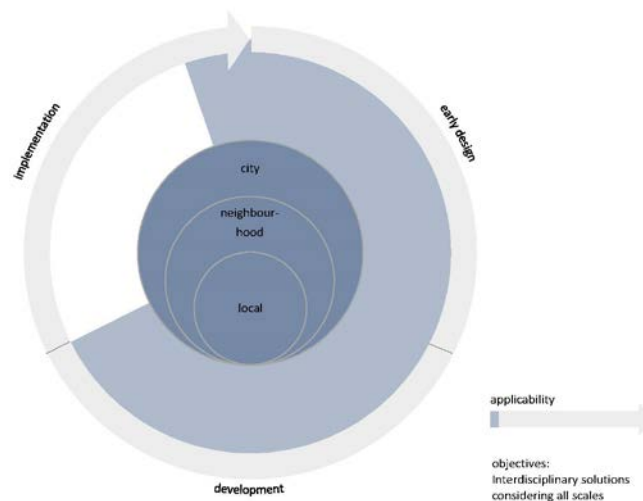 implementation
early design
city
neighbour-
hood
local
development
applicability
objectives:
Interdisciplinary solutions
considering all scales